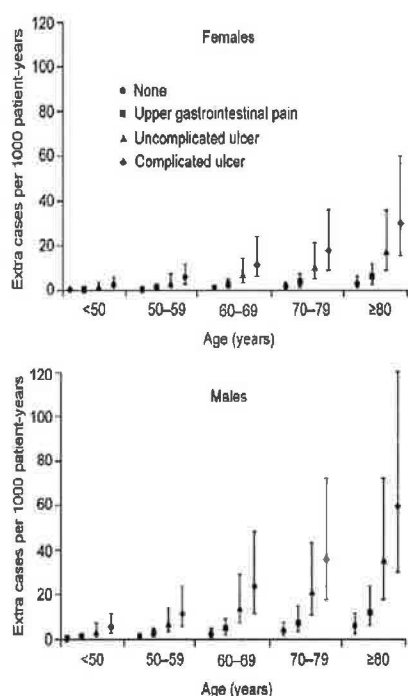 Females
120
100
80
60
40
20
0
Extra cases per 1000 patient-years
None
Upper gastrointestinal pain
Uncomplicated ulcer
Complicated ulcer
<50 50–59 60–69 70–79 ≥80
Age (years)
Males
120
100
80
60
40
20
0
Extra cases per 1000 patient-years
<50 50–59 60–69 70–79 ≥80
Age (years)